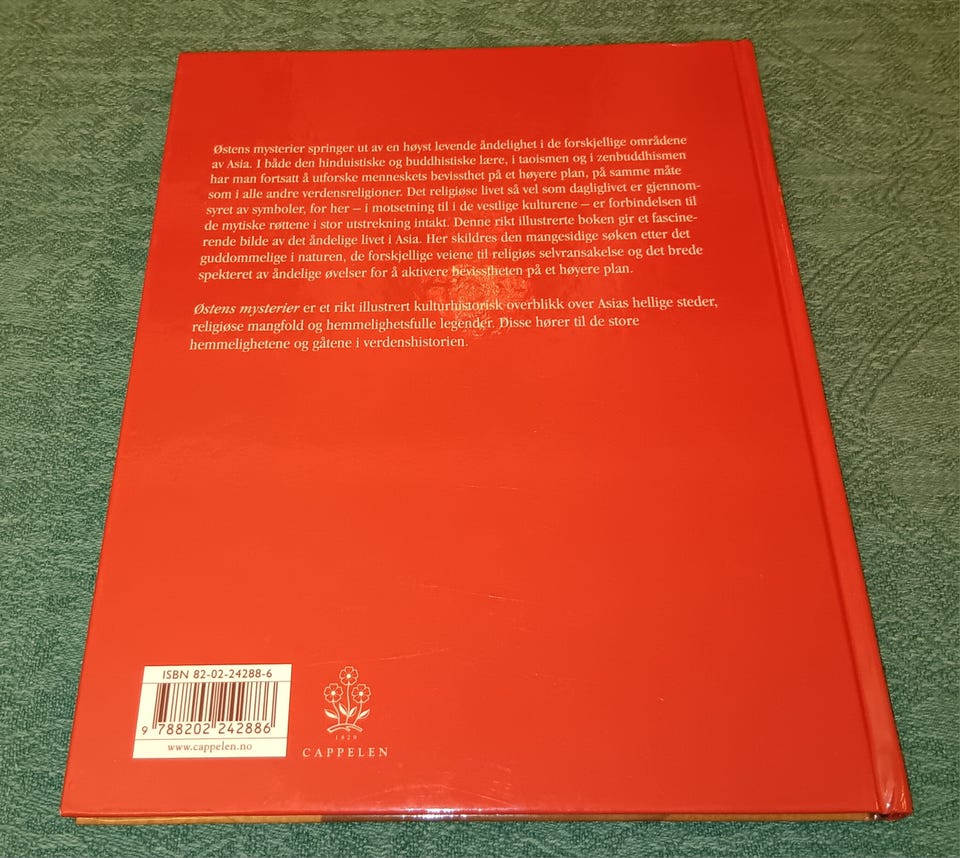 Østens mysterier springer ut av en høyst levende åndelighet i de forskjellige områdene
av Asia. I både den hinduistiske og buddhistiske lære, i taoismen og i zenbuddhismen
har man fortsatt å utforske menneskets bevissthet på et høyere plan, på samme måte
som i alle andre verdensreligioner. Det religiøse livet så vel som dagliglivet er gjennom-
syret av symboler, for her – i motsetning til i de vestlige kulturene – er forbindelsen til
de mytiske røttene i stor utstrekning intakt. Denne rikt illustrerte boken gir et fascine-
rende bilde av det åndelige livet i Asia. Her skildres den mangesidige søken etter det
guddommelige i naturen, de forskjellige veiene til religiøs selvransakelse og det brede
spekteret av åndelige øvelser for å aktivere bevisstheten på et høyere plan.
Østens mysterier er et rikt illustrert kulturhistorisk overblikk over Asias hellige steder,
religiøse mangfold og hemmelighetsfulle legender. Disse hører til de store
hemmelighetene og gåtene i verdenshistorien.
ISBN 82-02-24288-6
9 788202 242886
www.cappelen.no
1829
CAPPELEN